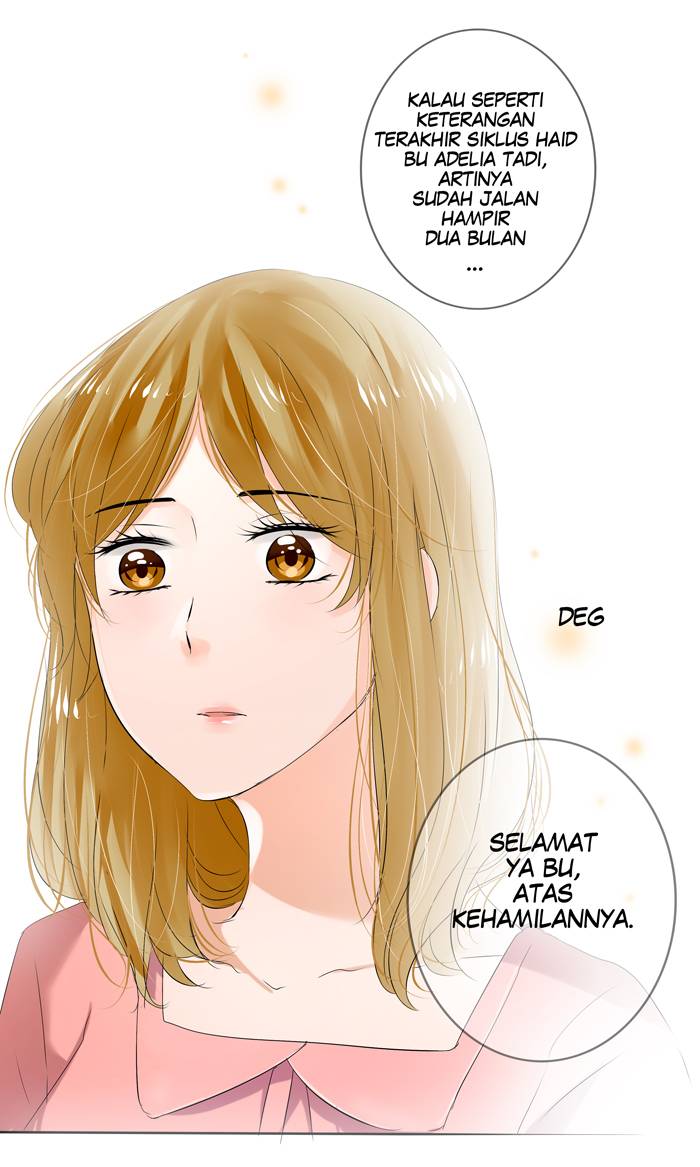 KALAU SEPERTI
KETERANGAN
TERAKHIR SIKLUS HAID
BU ADELIA TADI,
ARTINYA
SUDAH JALAN
HAMPIR
DUA BULAN
...
DEG
SELAMAT
YA BU,
ATAS
KEHAMILANNYA.